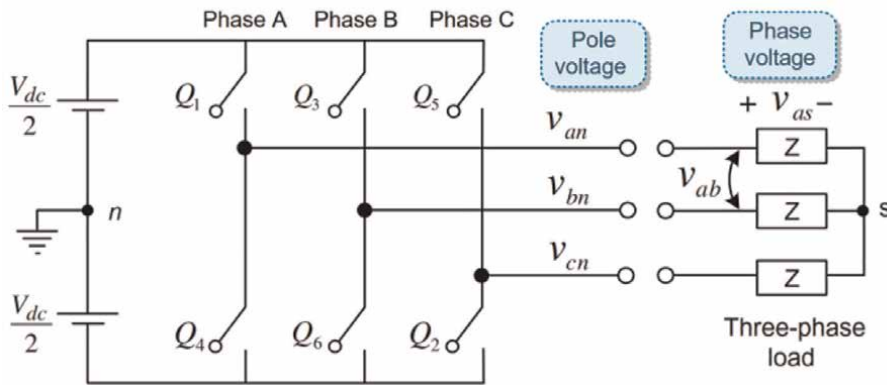 Phase A Phase B Phase C
Pole
voltage
Phase
voltage
V_dc
2
Q_1
Q_3
Q_5
+ v_as −
v_an
Z
v_ab
n
v_bn
Z
s
v_cn
Z
V_dc
2
Q_4
Q_6
Q_2
Three-phase
load